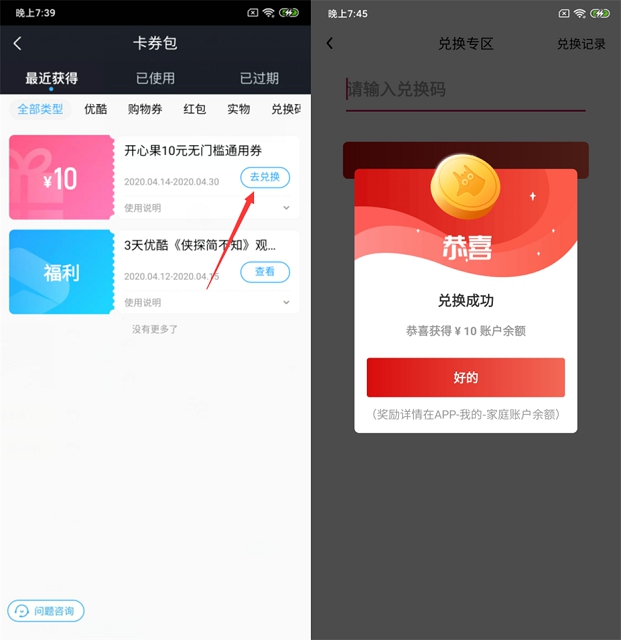 晚上7:39
卡券包
最近获得
已使用
已过期
全部类型
优酷
购物券
红包
实物
兑换码
¥10
开心果10元无门槛通用券
2020.04.14-2020.04.30
去兑换
使用说明
福利
3天优酷《侠探简不知》观...
2020.04.12-2020.04.15
查看
使用说明
没有更多了
问题咨询
晚上7:45
兑换专区
兑换记录
请输入兑换码
恭喜
兑换成功
恭喜获得 ¥ 10 账户余额
好的
（奖励详情在APP-我的-家庭账户余额）